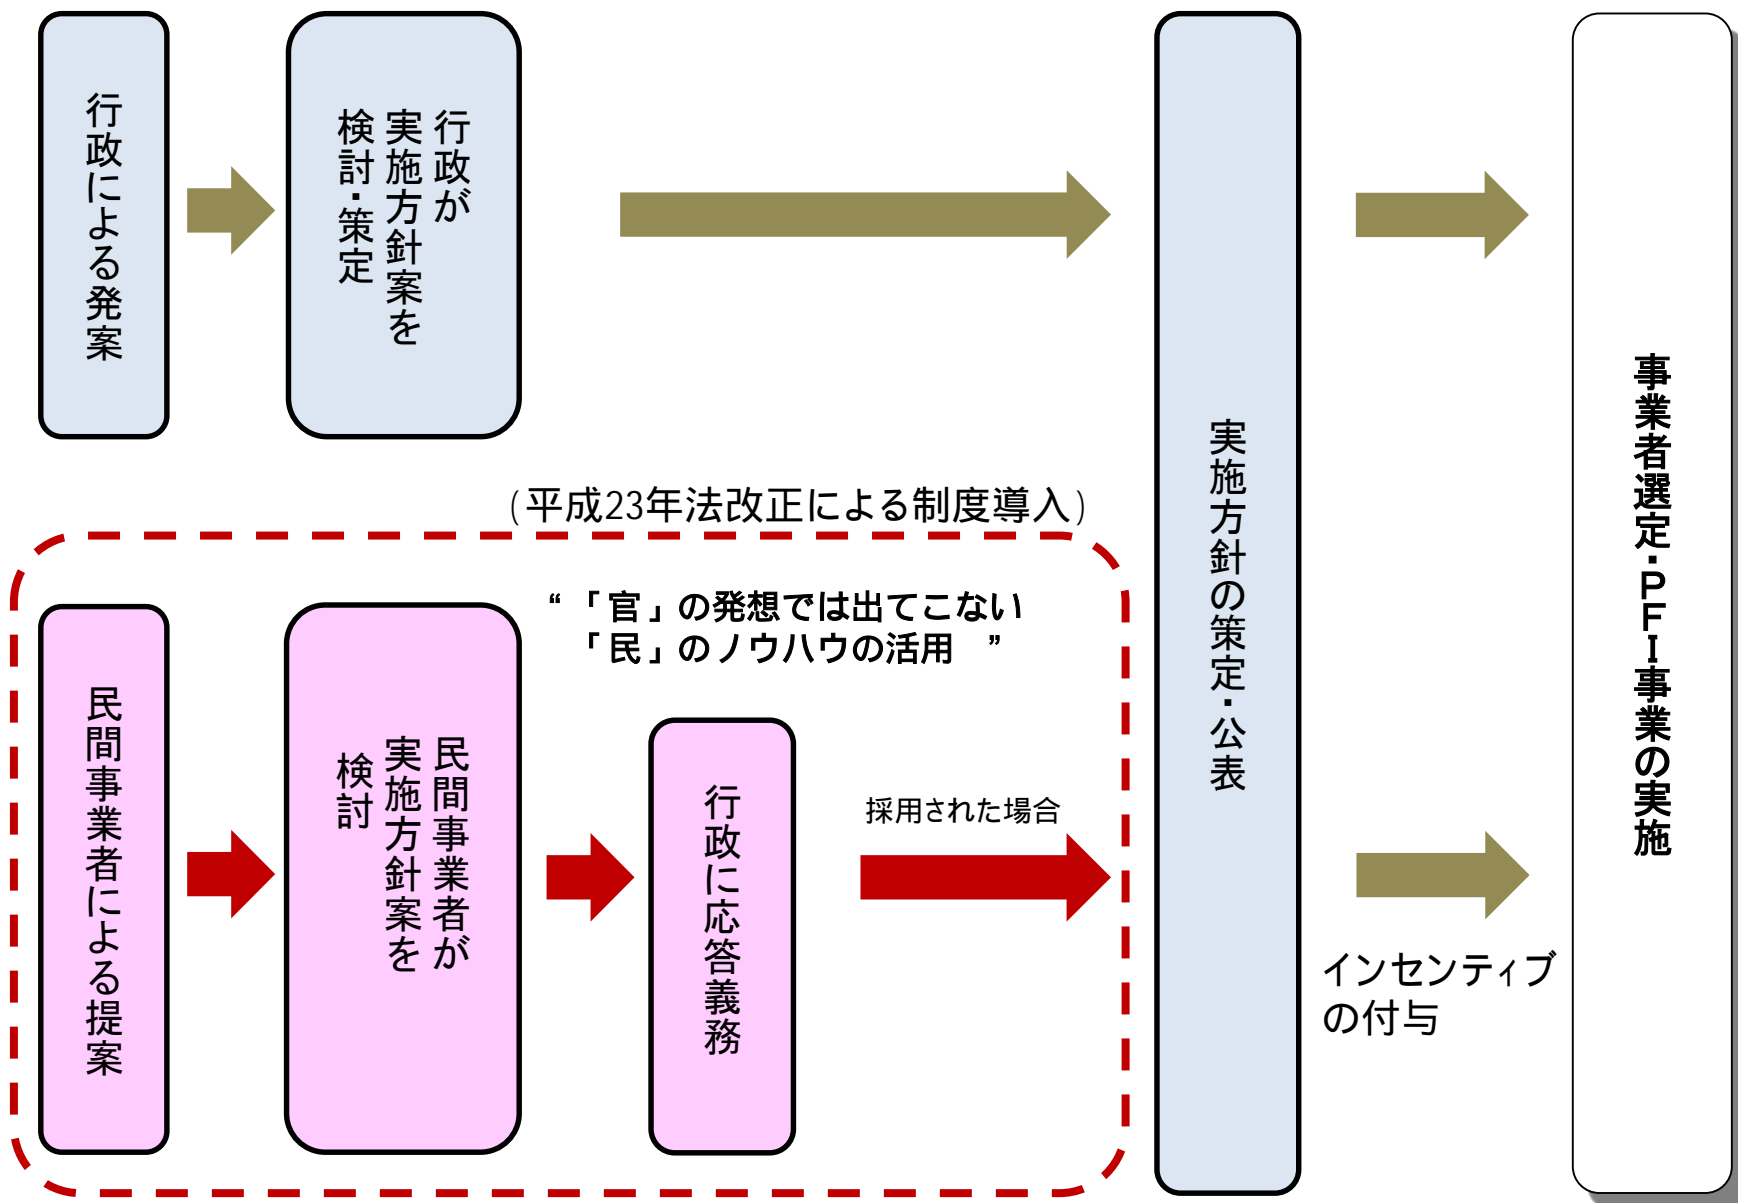 行政による発案
行政が
実施方針案を
検討・策定
(平成23年法改正による制度導入)
“「官」の発想では出てこない
「民」のノウハウの活用　”
民間事業者による提案
民間事業者が
実施方針案を
検討
行政に応答義務
採用された場合
実施方針の策定・公表
インセンティブ
の付与
事業者選定・PFI事業の実施